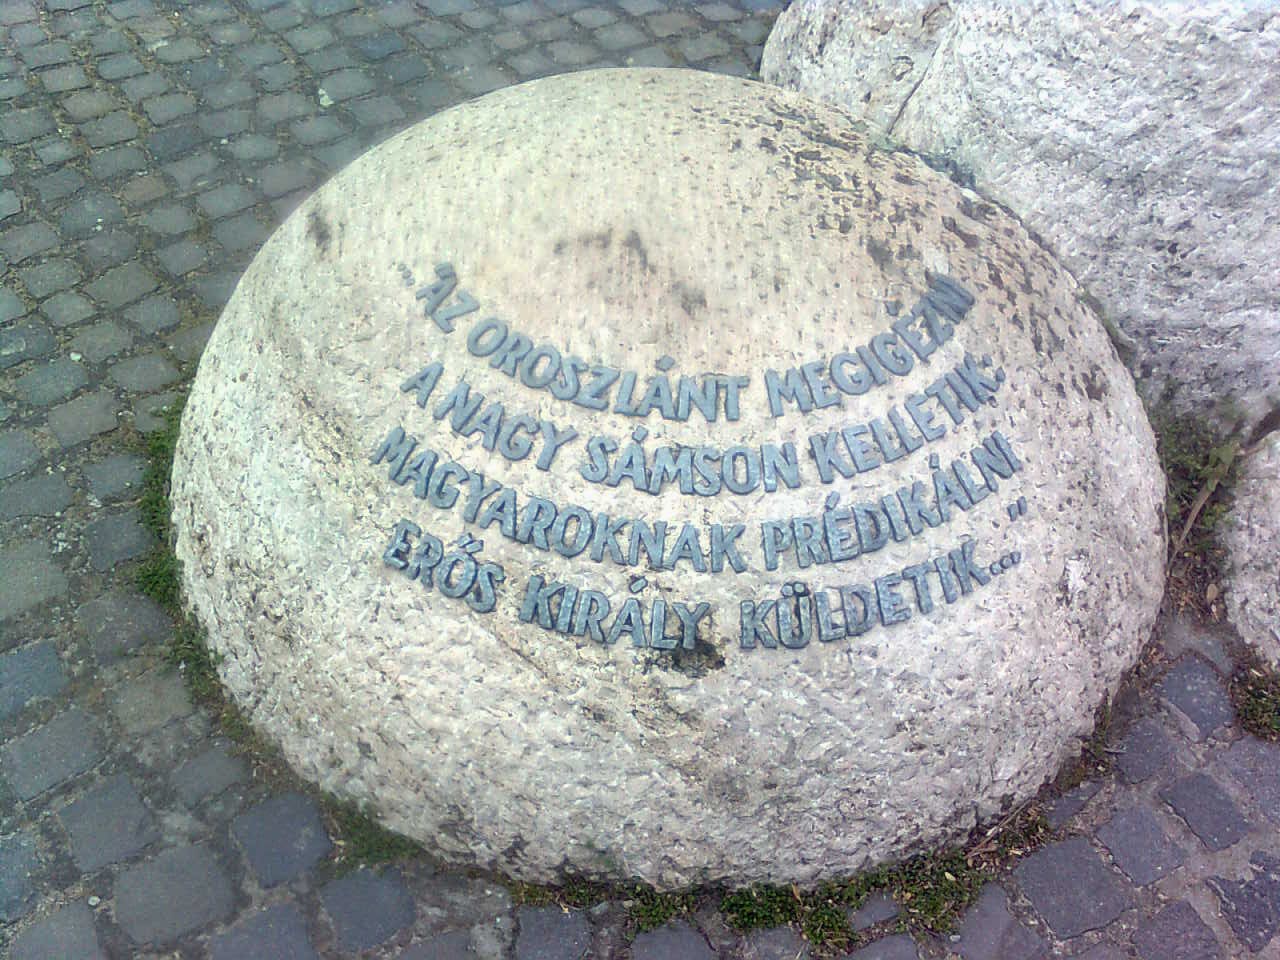 „AZ OROSZLÁNT MEGIGÉZNI
A NAGY SÁMSON KELLETIK:
MAGYAROKNAK PRÉDIKÁLNI
ERŐS KIRÁLY KÜLDETIK..."